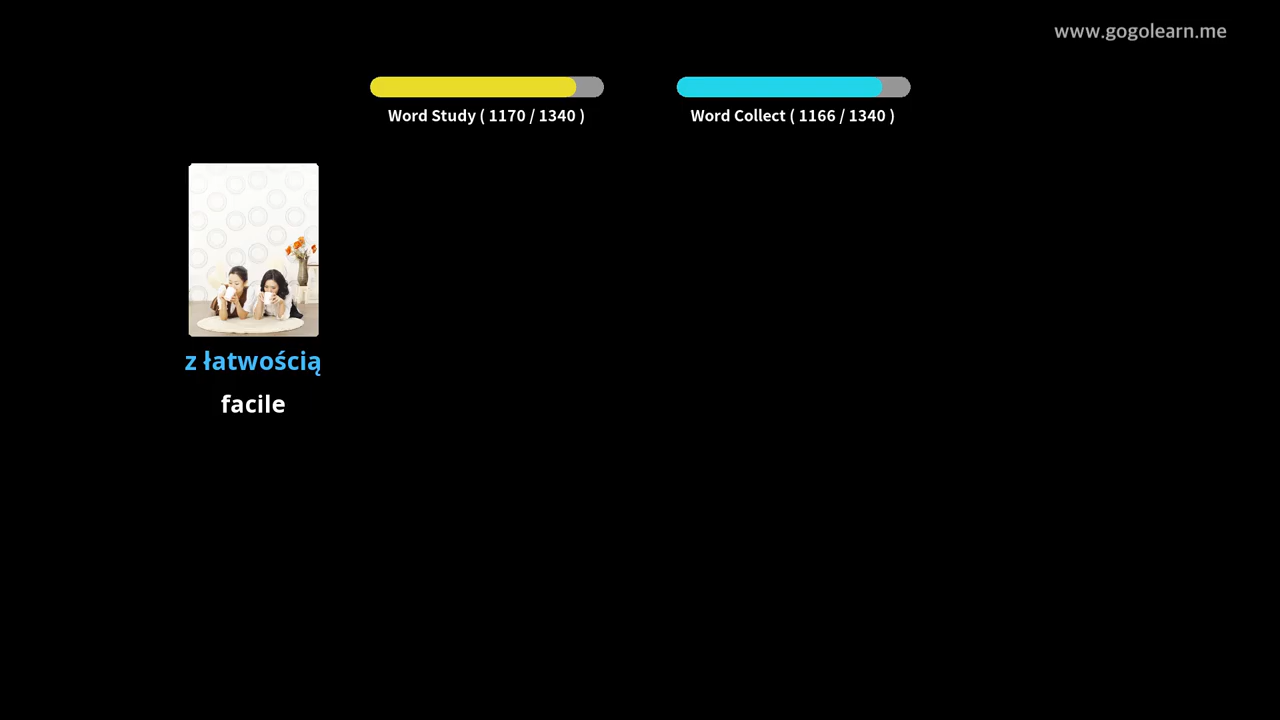 www.gogolearn.me
Word Study ( 1170 / 1340 )
Word Collect ( 1166 / 1340 )
z łatwością
facile